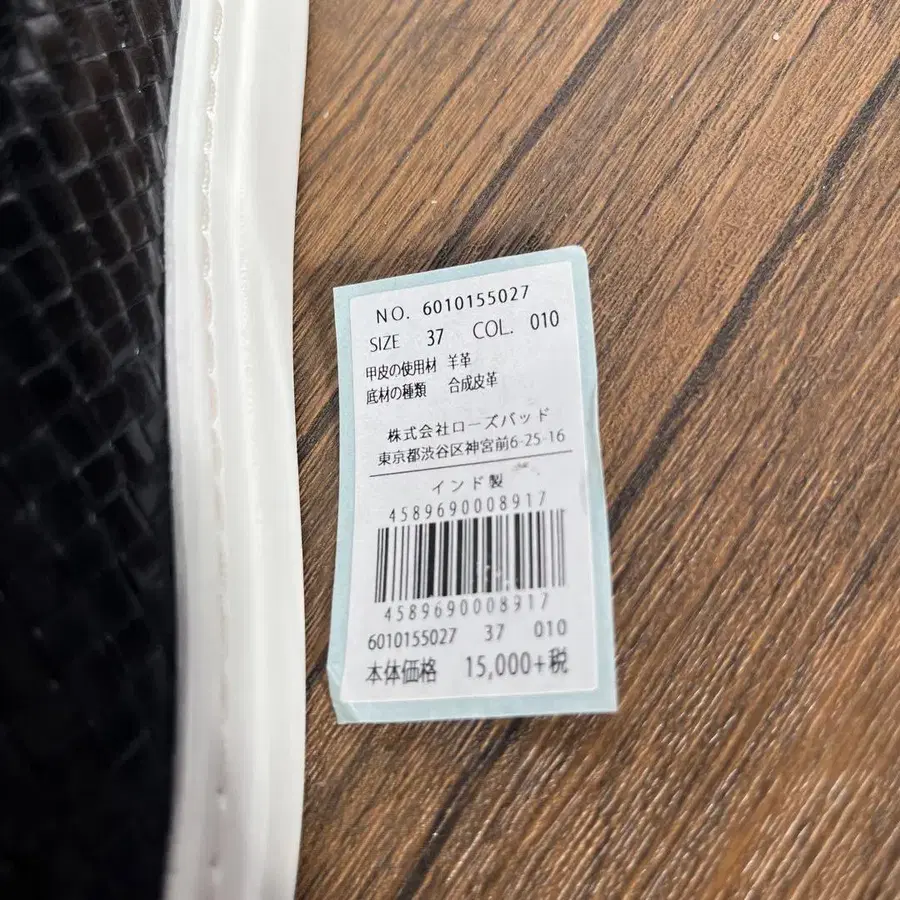 NO. 6010155027
SIZE 37 COL. 010
甲皮の使用材 羊革
底材の種類 合成皮革
株式会社ローズバッド
東京都渋谷区神宮前6-25-16
インド製
4589690008917
4589690008917
6010155027 37 010
本体価格 15,000+税